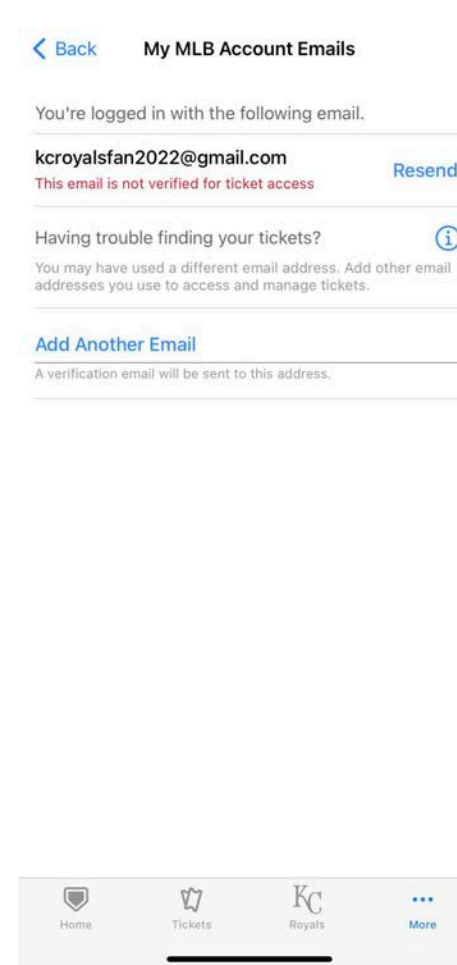 Back My MLB Account Emails
You're logged in with the following email.
kcroyalsfan2022@gmail.com
This email is not verified for ticket access
Resend
Having trouble finding your tickets?
You may have used a different email address. Add other email
addresses you use to access and manage tickets.
Add Another Email
A verification email will be sent to this address.
KC
Home Tickets Royals More